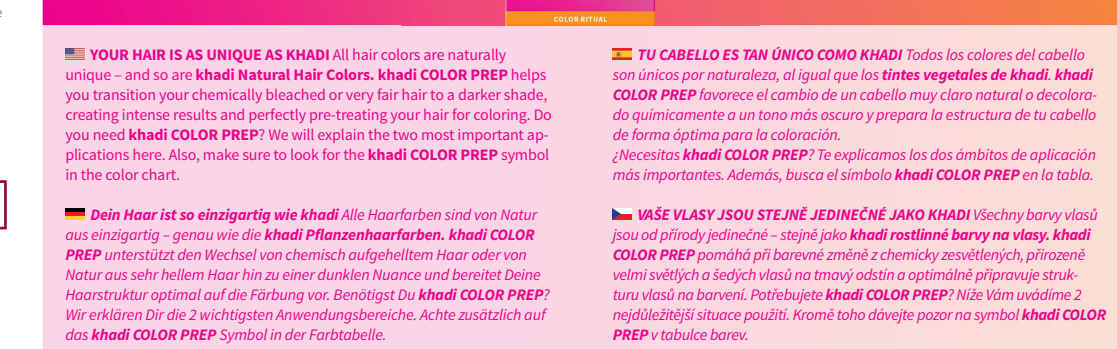 COLOR RITUAL
YOUR HAIR IS AS UNIQUE AS KHADI All hair colors are naturally
unique – and so are khadi Natural Hair Colors. khadi COLOR PREP helps
you transition your chemically bleached or very fair hair to a darker shade,
creating intense results and perfectly pre-treating your hair for coloring. Do
you need khadi COLOR PREP? We will explain the two most important ap-
plications here. Also, make sure to look for the khadi COLOR PREP symbol
in the color chart.
Dein Haar ist so einzigartig wie khadi Alle Haarfarben sind von Natur
aus einzigartig – genau wie die khadi Pflanzenhaarfarben. khadi COLOR
PREP unterstützt den Wechsel von chemisch aufgehelltem Haar oder von
Natur aus sehr hellem Haar hin zu einer dunklen Nuance und bereitet Deine
Haarstruktur optimal auf die Färbung vor. Benötigst Du khadi COLOR PREP?
Wir erklären Dir die 2 wichtigsten Anwendungsbereiche. Achte zusätzlich auf
das khadi COLOR PREP Symbol in der Farbtabelle.
TU CABELLO ES TAN ÚNICO COMO KHADI Todos los colores del cabello
son únicos por naturaleza, al igual que los tintes vegetales de khadi. khadi
COLOR PREP favorece el cambio de un cabello muy claro natural o decolora-
do químicamente a un tono más oscuro y prepara la estructura de tu cabello
de forma óptima para la coloración.
¿Necesitas khadi COLOR PREP? Te explicamos los dos ámbitos de aplicación
más importantes. Además, busca el símbolo khadi COLOR PREP en la tabla.
VAŠE VLASY JSOU STEJNĚ JEDINEČNÉ JAKO KHADI Všechny barvy vlasů
jsou od přírody jedinečné – stejně jako khadi rostlinné barvy na vlasy. khadi
COLOR PREP pomáhá při barevné změně z chemicky zesvětlených, přirozeně
velmi světlých a šedých vlasů na tmavý odstín a optimálně připravuje struk-
turu vlasů na barvení. Potřebujete khadi COLOR PREP? Níže Vám uvádíme 2
nejdůležitější situace použití. Kromě toho dávejte pozor na symbol khadi COLOR
PREP v tabulce barev.